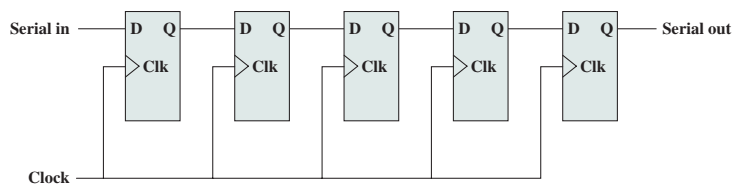 Serial in D Q D Q D Q D Q D Q Serial out
Clk Clk Clk Clk Clk
Clock